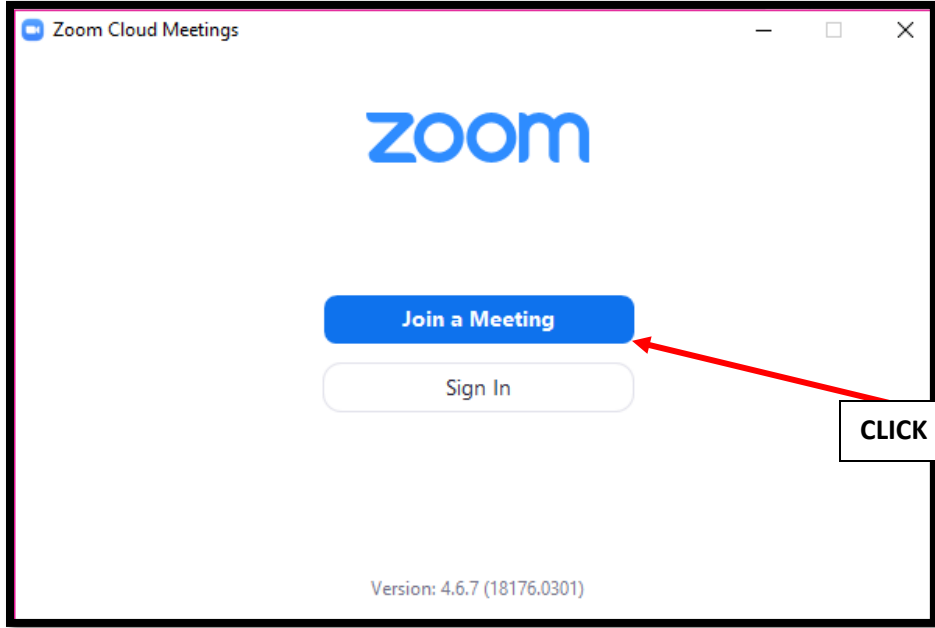 Zoom Cloud Meetings
zoom
Join a Meeting
Sign In
CLICK
Version: 4.6.7 (18176.0301)